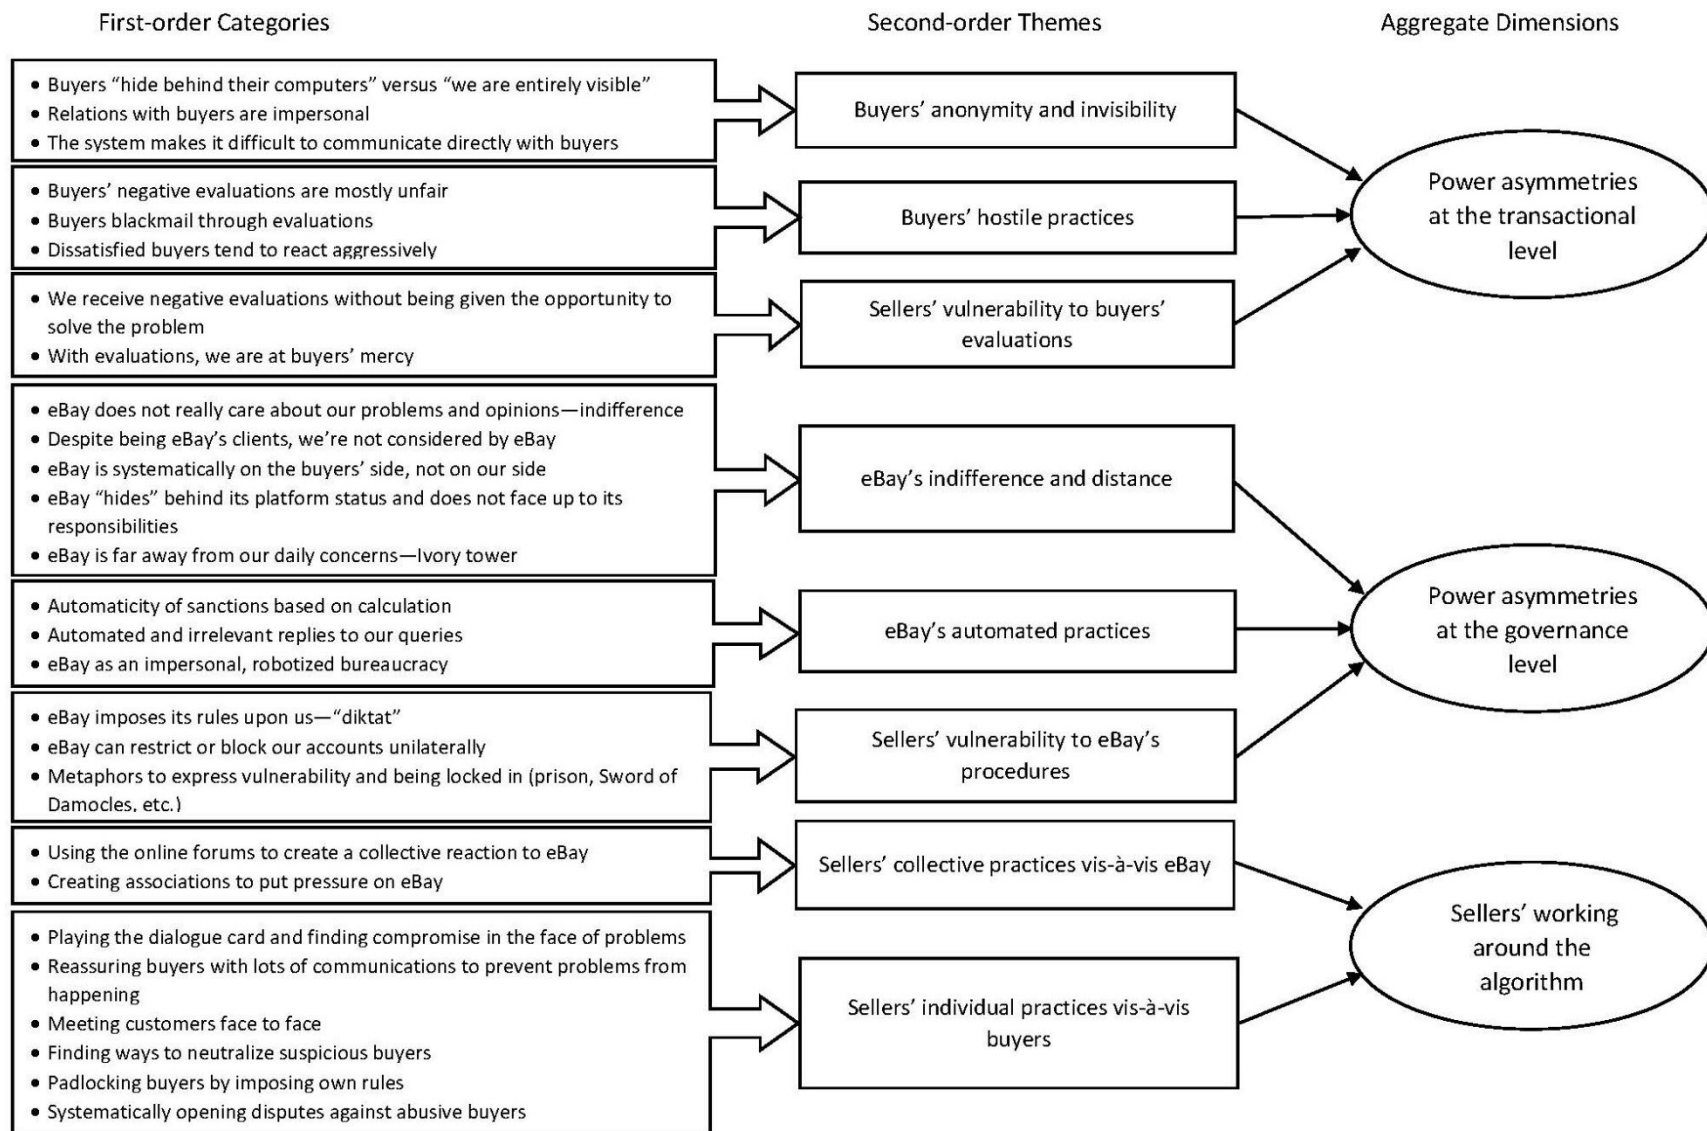 First-order Categories
Second-order Themes
Aggregate Dimensions
• Buyers “hide behind their computers” versus “we are entirely visible”
• Relations with buyers are impersonal
• The system makes it difficult to communicate directly with buyers
Buyers’ anonymity and invisibility
• Buyers’ negative evaluations are mostly unfair
• Buyers blackmail through evaluations
• Dissatisfied buyers tend to react aggressively
Buyers’ hostile practices
• We receive negative evaluations without being given the opportunity to
solve the problem
• With evaluations, we are at buyers’ mercy
Sellers’ vulnerability to buyers’
evaluations
Power asymmetries
at the transactional
level
• eBay does not really care about our problems and opinions—indifference
• Despite being eBay’s clients, we’re not considered by eBay
• eBay is systematically on the buyers’ side, not on our side
• eBay “hides” behind its platform status and does not face up to its
responsibilities
• eBay is far away from our daily concerns—Ivory tower
eBay’s indifference and distance
• Automaticity of sanctions based on calculation
• Automated and irrelevant replies to our queries
• eBay as an impersonal, robotized bureaucracy
eBay’s automated practices
• eBay imposes its rules upon us—“diktat”
• eBay can restrict or block our accounts unilaterally
• Metaphors to express vulnerability and being locked in (prison, Sword of
Damocles, etc.)
Sellers’ vulnerability to eBay’s
procedures
Power asymmetries
at the governance
level
• Using the online forums to create a collective reaction to eBay
• Creating associations to put pressure on eBay
Sellers’ collective practices vis-à-vis eBay
• Playing the dialogue card and finding compromise in the face of problems
• Reassuring buyers with lots of communications to prevent problems from
happening
• Meeting customers face to face
• Finding ways to neutralize suspicious buyers
• Padlocking buyers by imposing own rules
• Systematically opening disputes against abusive buyers
Sellers’ individual practices vis-à-vis
buyers
Sellers’ working
around the
algorithm